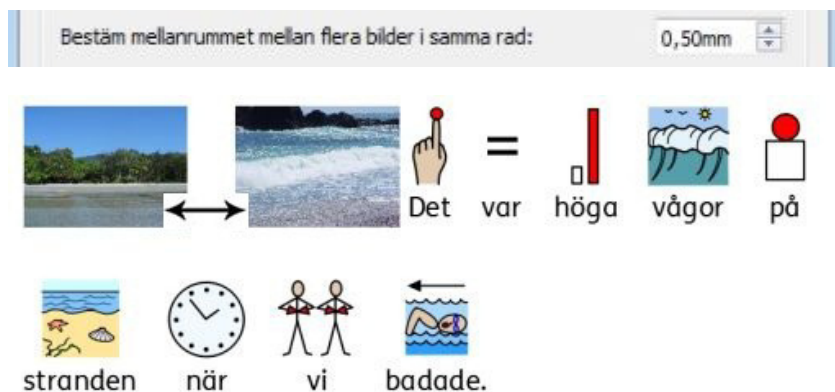 Bestäm mellanrummet mellan flera bilder i samma rad: 0,50mm
Det var höga vågor på
stranden när vi badade.